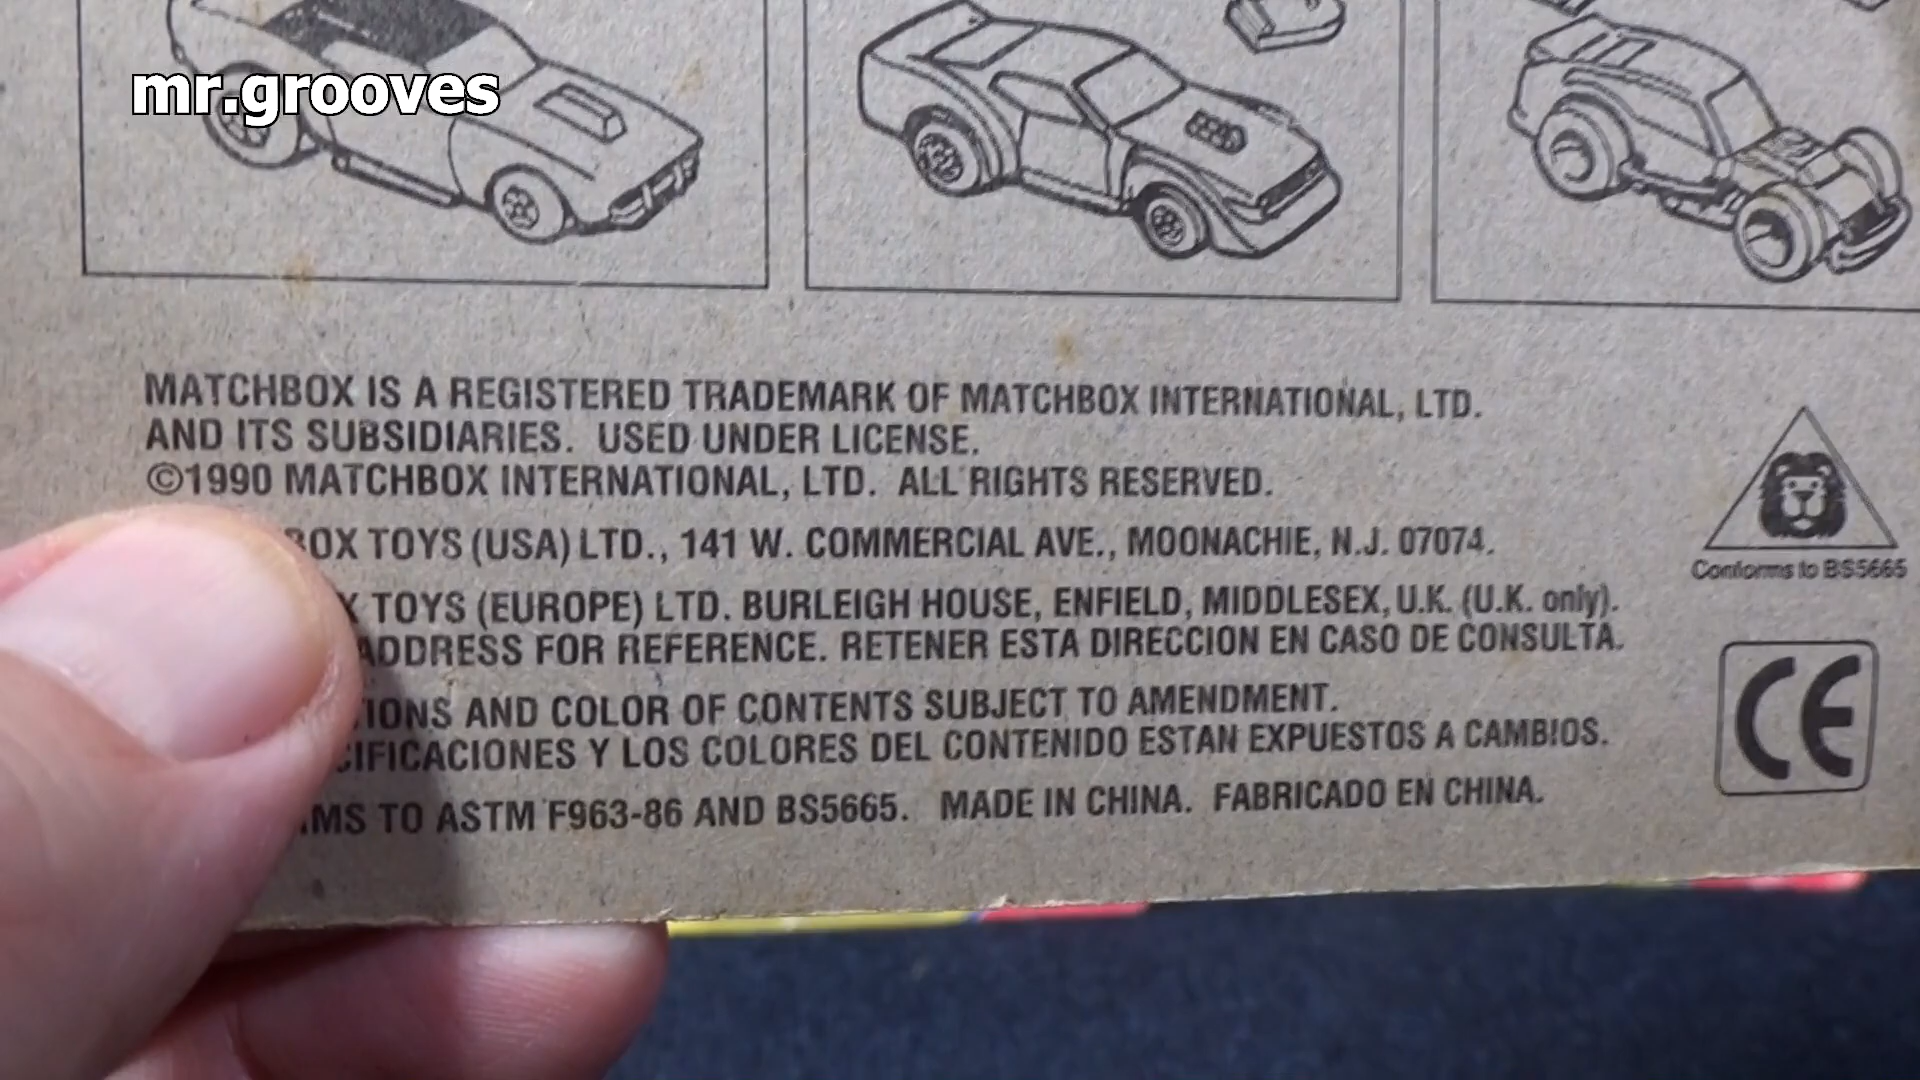 mr.grooves
MATCHBOX IS A REGISTERED TRADEMARK OF MATCHBOX INTERNATIONAL, LTD.
AND ITS SUBSIDIARIES. USED UNDER LICENSE.
©1990 MATCHBOX INTERNATIONAL, LTD. ALL RIGHTS RESERVED.
BOX TOYS (USA) LTD., 141 W. COMMERCIAL AVE., MOONACHIE, N.J. 07074.
X TOYS (EUROPE) LTD. BURLEIGH HOUSE, ENFIELD, MIDDLESEX, U.K. (U.K. only).
ADDRESS FOR REFERENCE. RETENER ESTA DIRECCION EN CASO DE CONSULTA.
IONS AND COLOR OF CONTENTS SUBJECT TO AMENDMENT.
CIFICACIONES Y LOS COLORES DEL CONTENIDO ESTAN EXPUESTOS A CAMBIOS.
MS TO ASTM F963-86 AND BS5665. MADE IN CHINA. FABRICADO EN CHINA.
Conforms to BS5665
CE